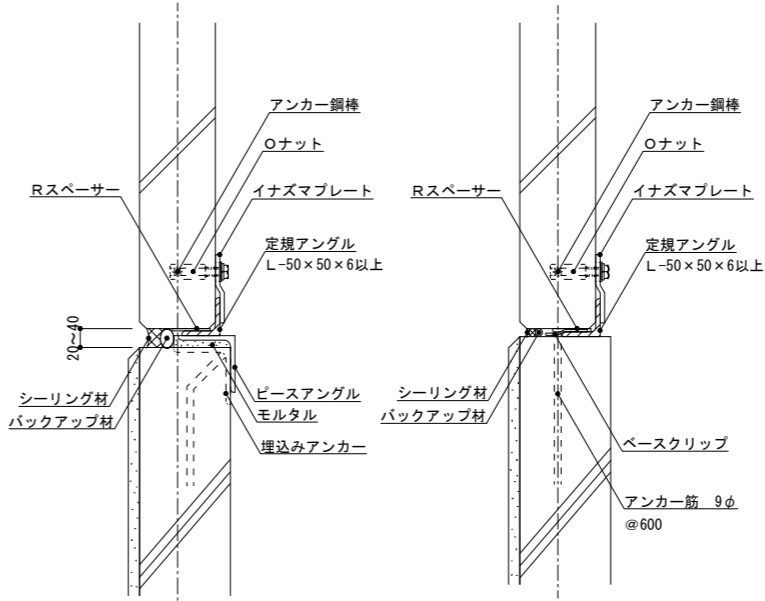 アンカー鋼棒
Oナット
Rスペーサー
イナズマプレート
定規アングル
L-50×50×6以上
20~40
シーリング材
バックアップ材
ピースアングル
モルタル
埋込みアンカー
アンカー鋼棒
Oナット
Rスペーサー
イナズマプレート
定規アングル
L-50×50×6以上
シーリング材
バックアップ材
ベースクリップ
アンカー筋 9φ
@600